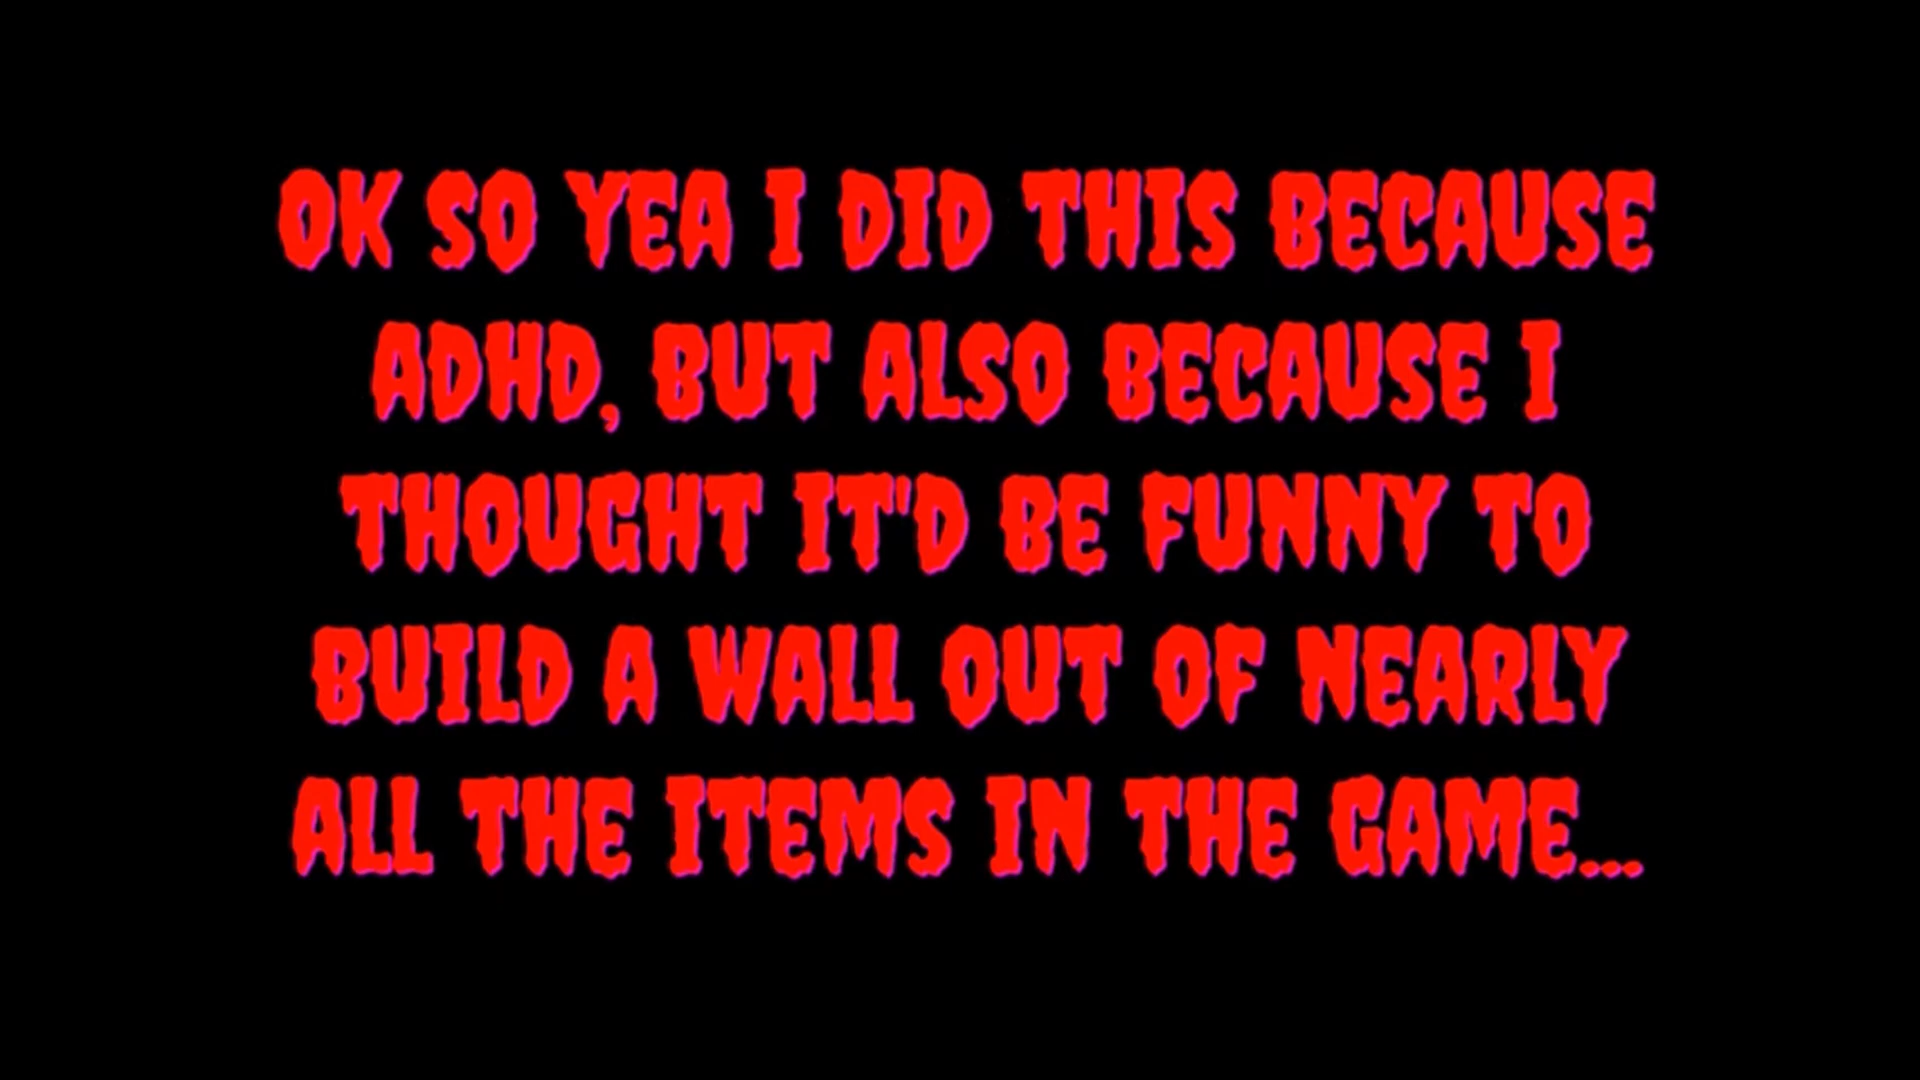 OK SO YEA I DID THIS BECAUSE
ADHD, BUT ALSO BECAUSE I
THOUGHT IT'D BE FUNNY TO
BUILD A WALL OUT OF NEARLY
ALL THE ITEMS IN THE GAME...